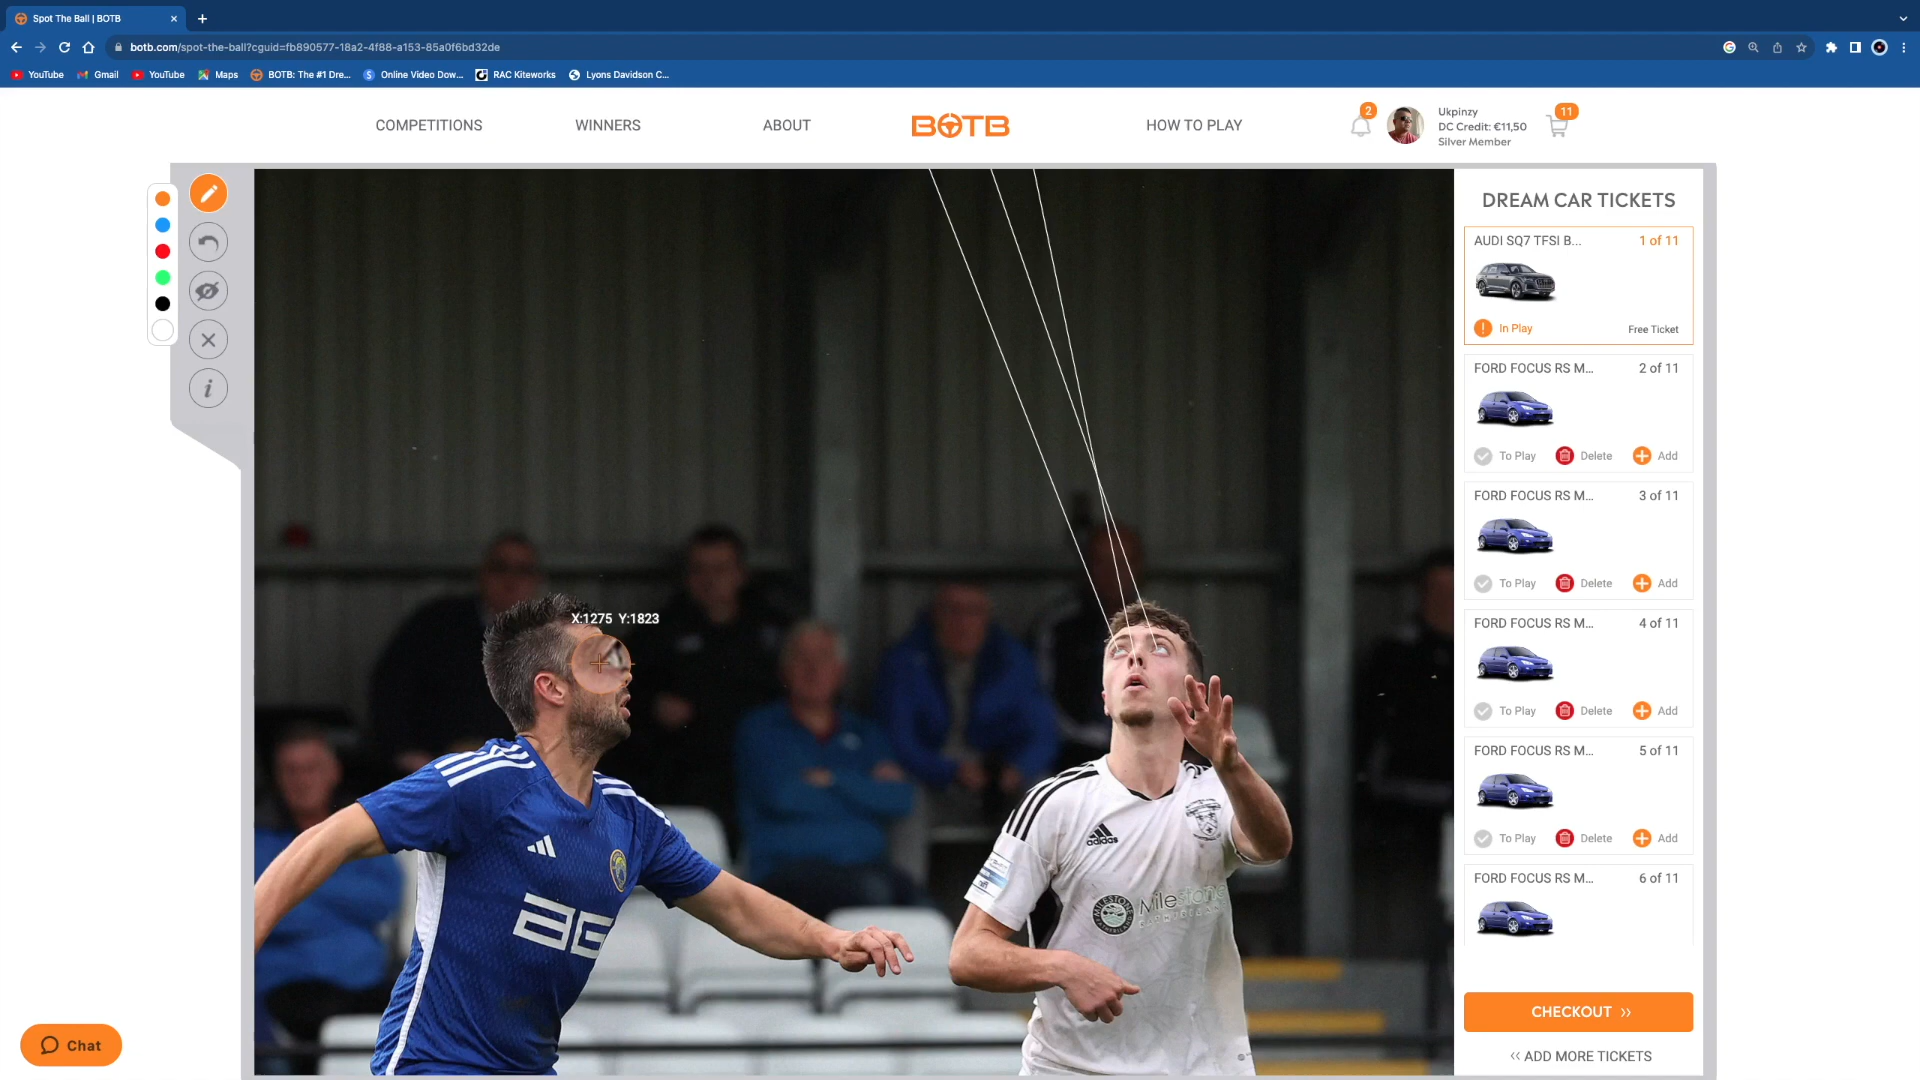 Spot The Ball | BOTB
botb.com/spot-the-ball?cguid=fb890577-18a2-4f88-a153-85a0f6bd32de
YouTube
Gmail
YouTube
Maps
BOTB: The #1 Dre...
Online Video Dow...
RAC Kiteworks
Lyons Davidson C...
COMPETITIONS
WINNERS
ABOUT
BOTB
HOW TO PLAY
2
Ukpinzy
DC Credit: €11,50
Silver Member
11
DREAM CAR TICKETS
AUDI SQ7 TFSI B...
1 of 11
In Play
Free Ticket
FORD FOCUS RS M...
2 of 11
To Play
Delete
Add
FORD FOCUS RS M...
3 of 11
To Play
Delete
Add
FORD FOCUS RS M...
4 of 11
To Play
Delete
Add
FORD FOCUS RS M...
5 of 11
To Play
Delete
Add
FORD FOCUS RS M...
6 of 11
CHECKOUT ››
‹‹ ADD MORE TICKETS
X:1275 Y:1823
adidas
Milestone
Chat